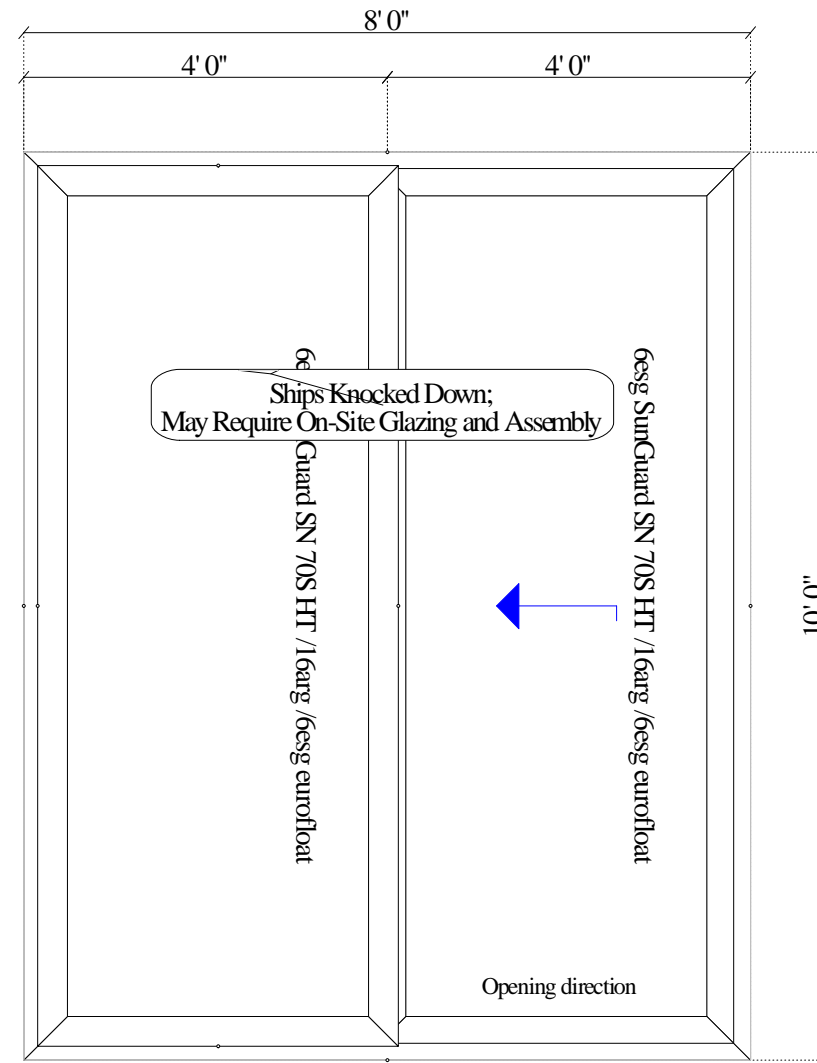 8' 0"
4' 0"
4' 0"
6e Guard SN 70S HT /16arg /6esg eurofloat
Ships Knocked Down;
May Require On-Site Glazing and Assembly
6esg SunGuard SN 70S HT /16arg /6esg eurofloat
10' 0"
Opening direction